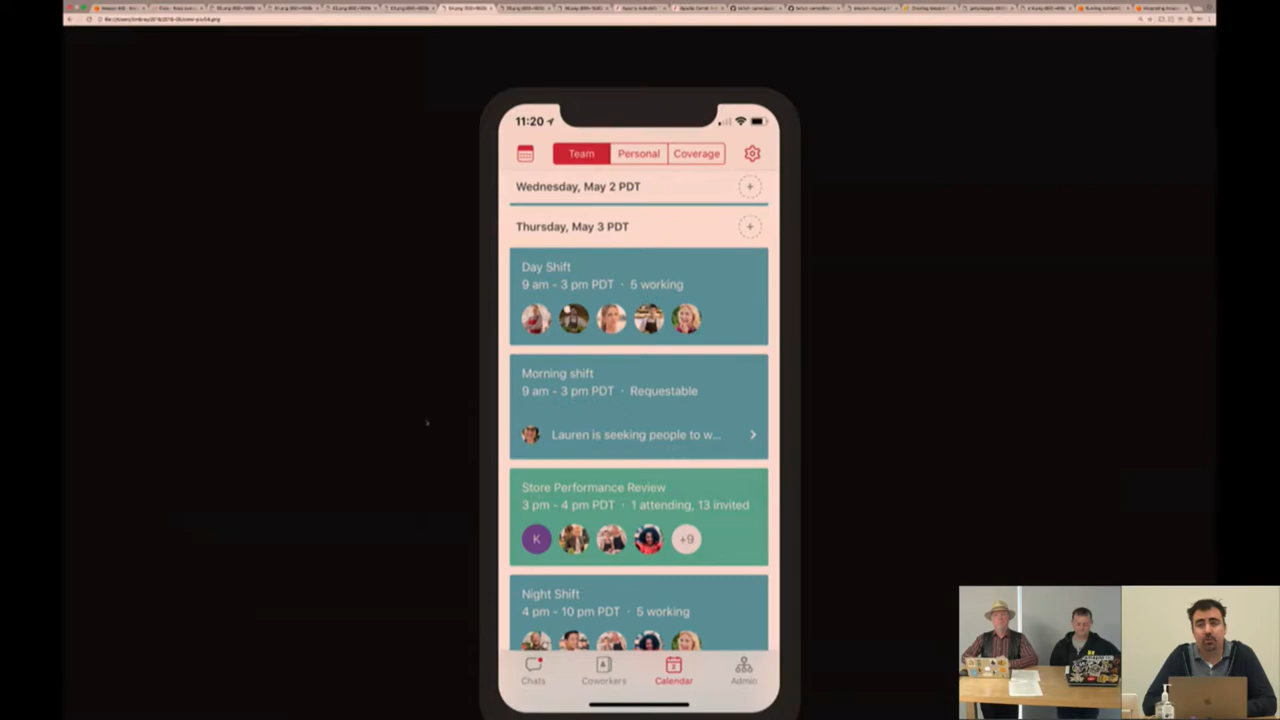 11:20
Team Personal Coverage
Wednesday, May 2 PDT
Thursday, May 3 PDT
Day Shift
9 am - 3 pm PDT · 5 working
Morning shift
9 am - 3 pm PDT · Requestable
Lauren is seeking people to w...
Store Performance Review
3 pm - 4 pm PDT · 1 attending, 13 invited
K
+9
Night Shift
4 pm - 10 pm PDT · 5 working
Chats Coworkers Calendar Admin